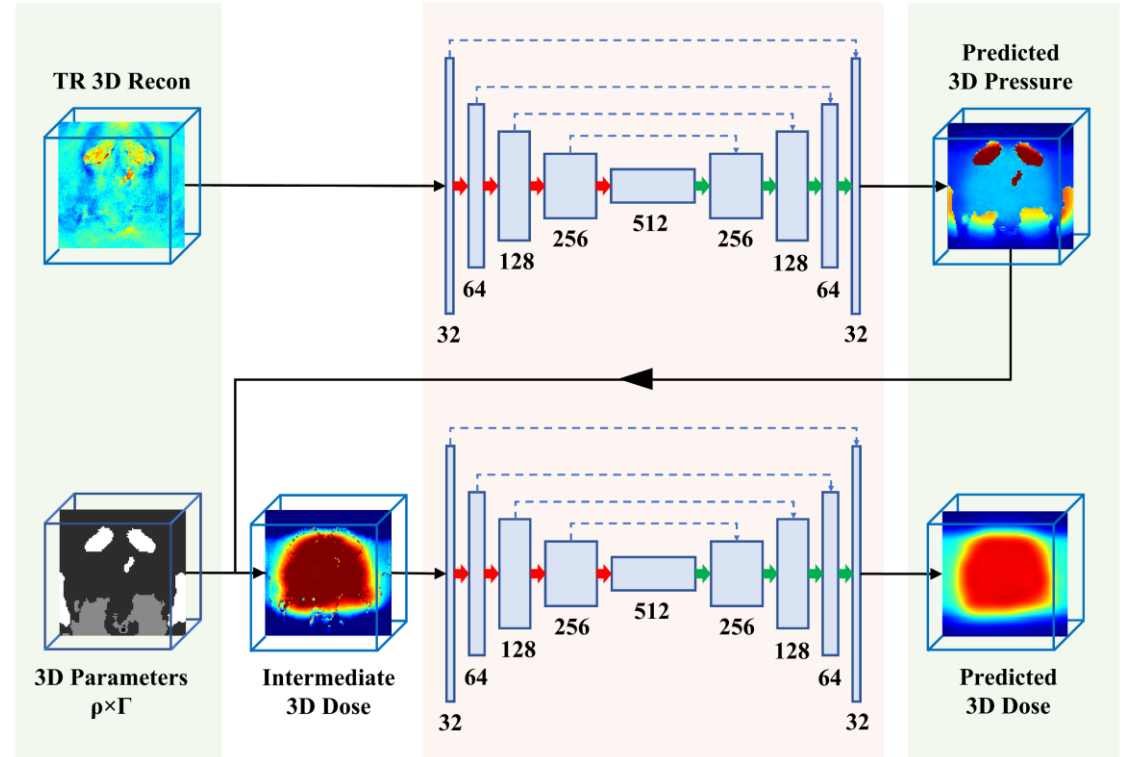 TR 3D Recon
Predicted
3D Pressure
32
64
128
256
512
256
128
64
32
3D Parameters
ρ×Γ
Intermediate
3D Dose
32
64
128
256
512
256
128
64
32
Predicted
3D Dose